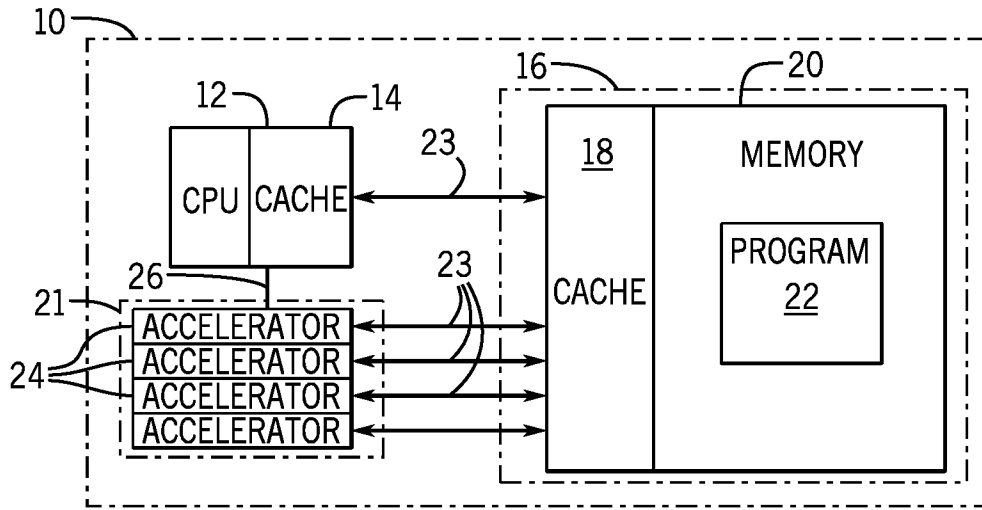 10
16
20
12
14
23
18
MEMORY
CPU
CACHE
PROGRAM
22
26
23
CACHE
21
ACCELERATOR
ACCELERATOR
24
ACCELERATOR
ACCELERATOR